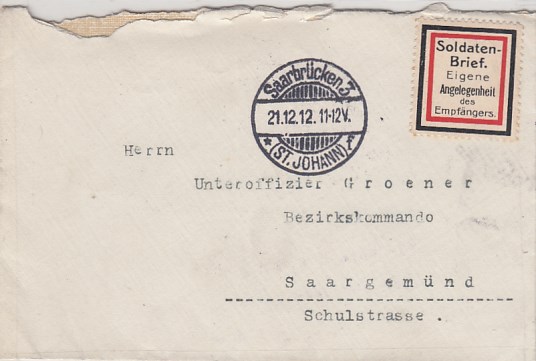 Soldaten-
Brief.
Eigene
Angelegenheit
des
Empfängers.
Saarbrücken 3
21.12.12. 11-12V.
* (ST. JOHANN) f
Herrn
Unteroffizier Groener
Bezirkskommando
Saargemünd
Schulstrasse.